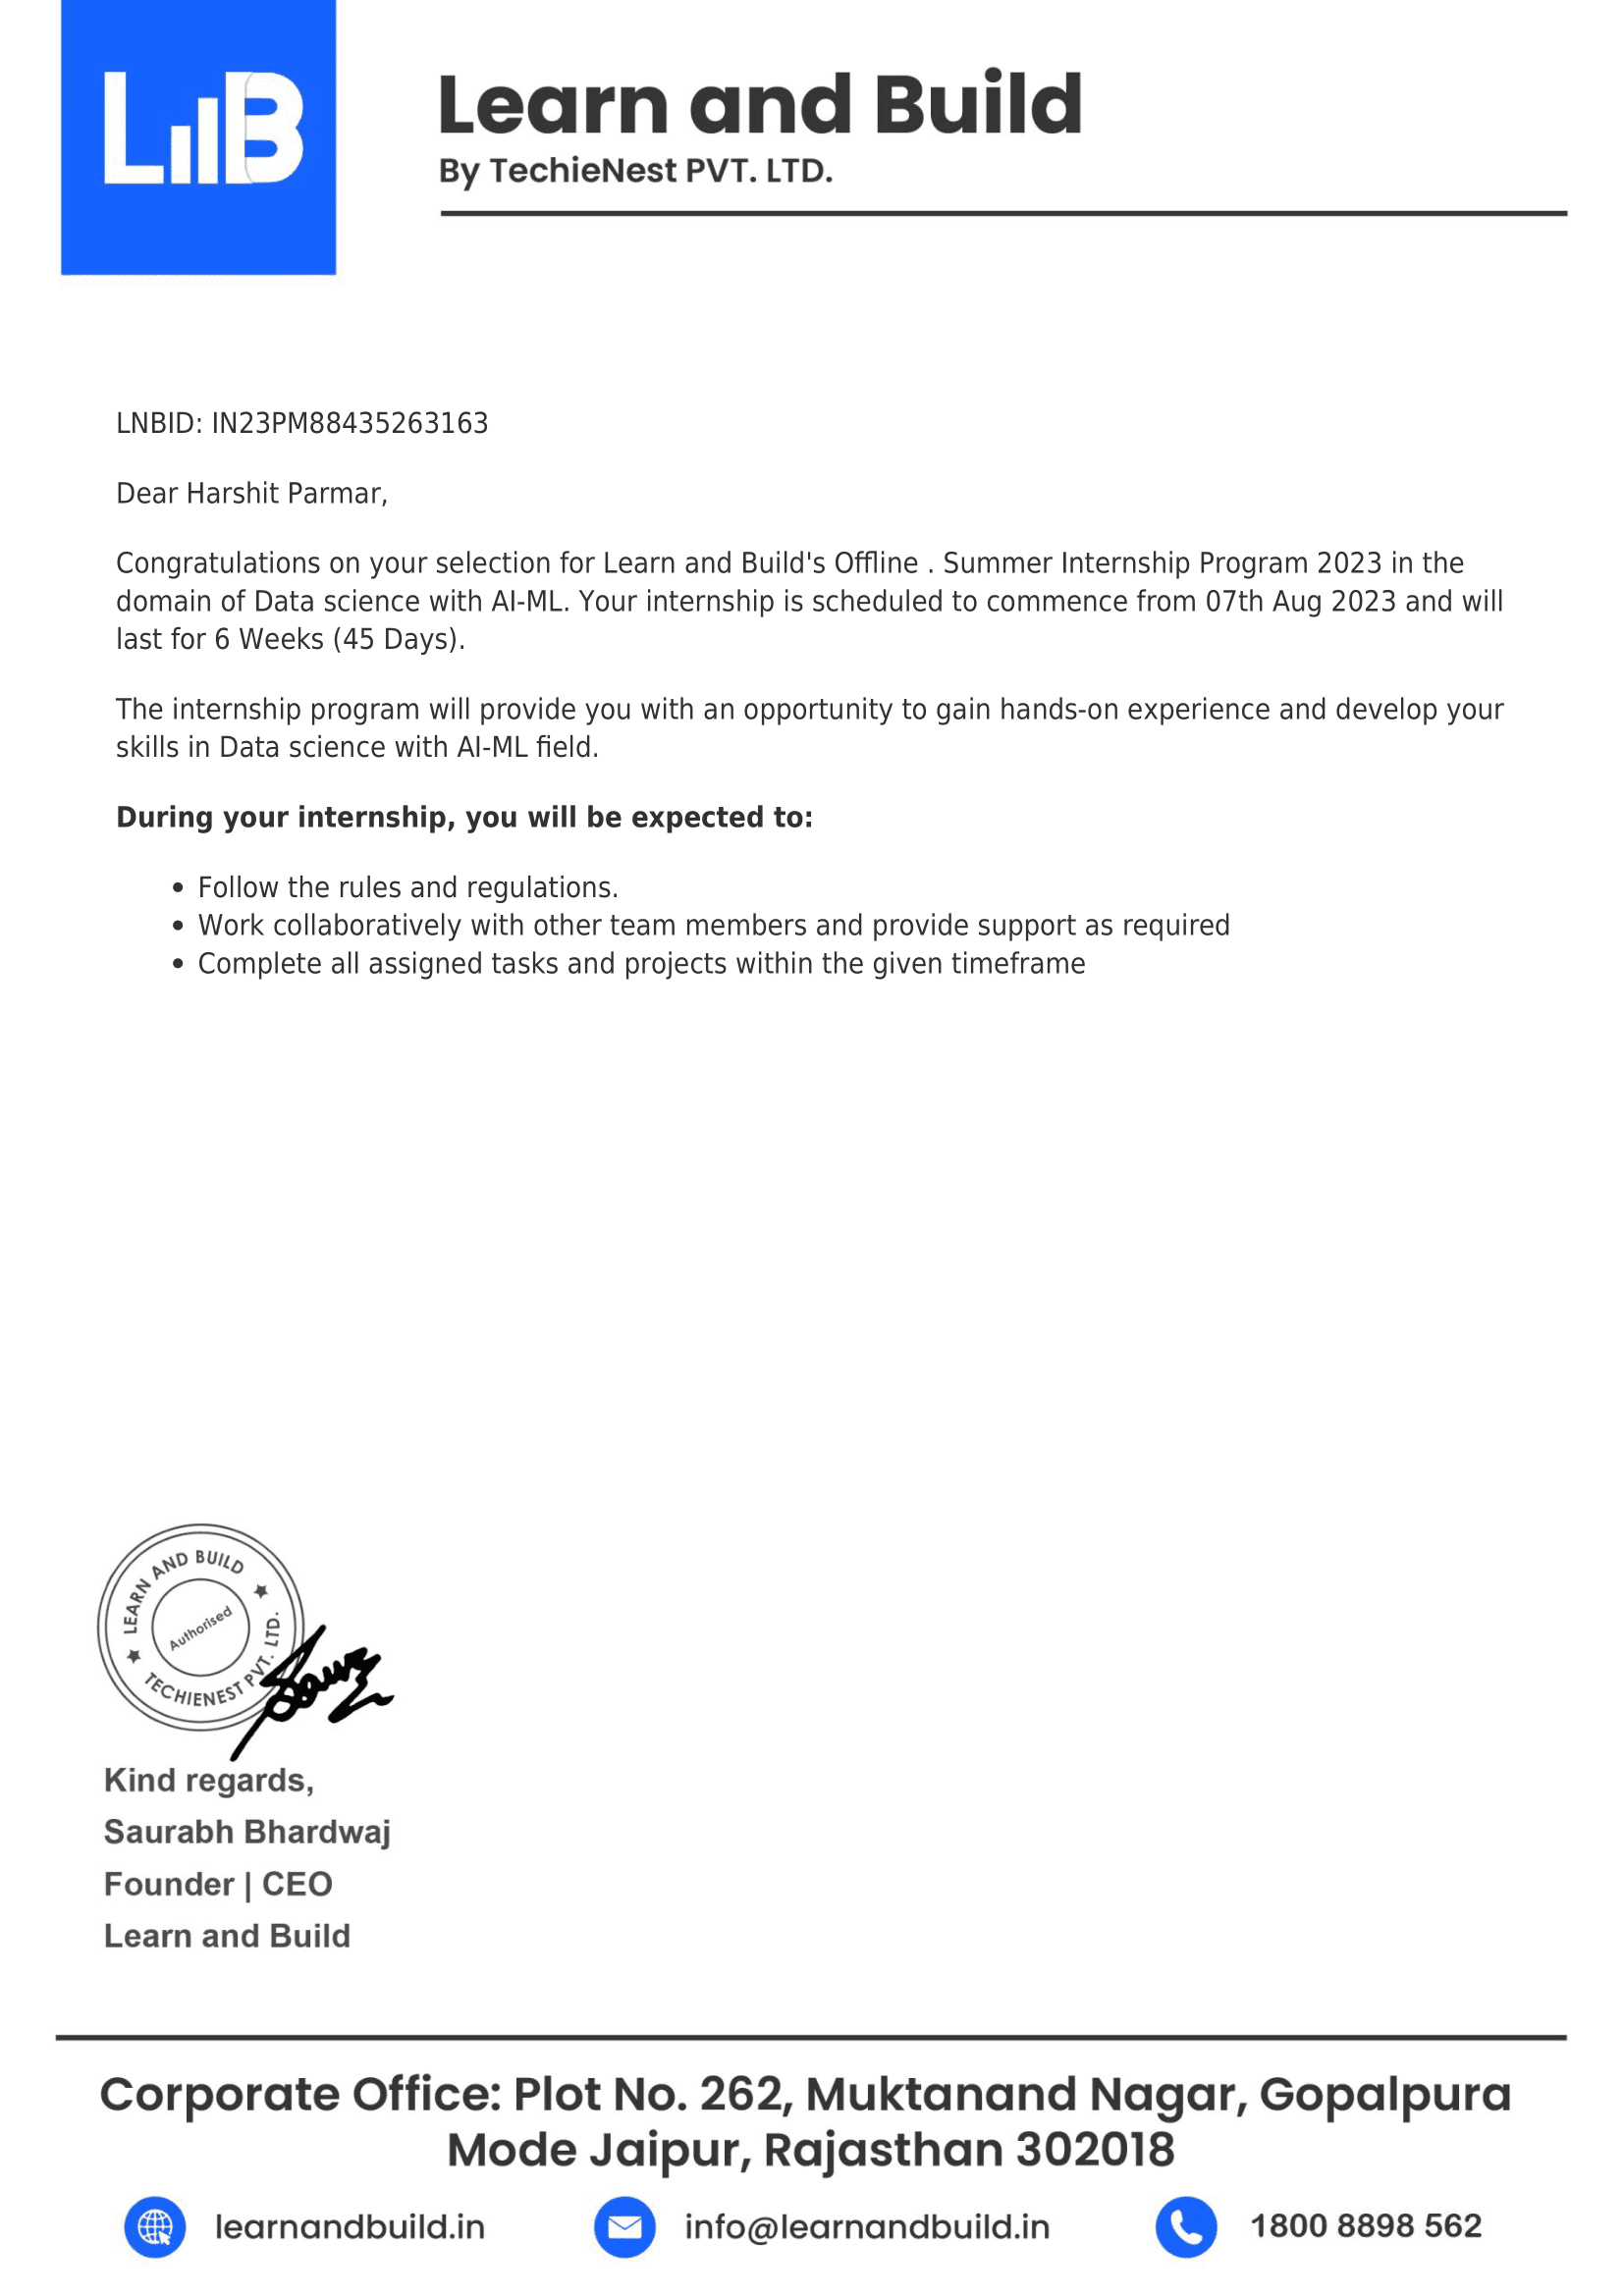 LB
Learn and Build
By TechieNest PVT. LTD.
LNBID: IN23PM88435263163
Dear Harshit Parmar,
Congratulations on your selection for Learn and Build's Offline . Summer Internship Program 2023 in the
domain of Data science with AI-ML. Your internship is scheduled to commence from 07th Aug 2023 and will
last for 6 Weeks (45 Days).
The internship program will provide you with an opportunity to gain hands-on experience and develop your
skills in Data science with AI-ML field.
During your internship, you will be expected to:
• Follow the rules and regulations.
• Work collaboratively with other team members and provide support as required
• Complete all assigned tasks and projects within the given timeframe
LEARN AND BUILD
Authorised
TECHIENEST PVT. LTD.
Kind regards,
Saurabh Bhardwaj
Founder | CEO
Learn and Build
Corporate Office: Plot No. 262, Muktanand Nagar, Gopalpura
Mode Jaipur, Rajasthan 302018
learnandbuild.in info@learnandbuild.in 1800 8898 562